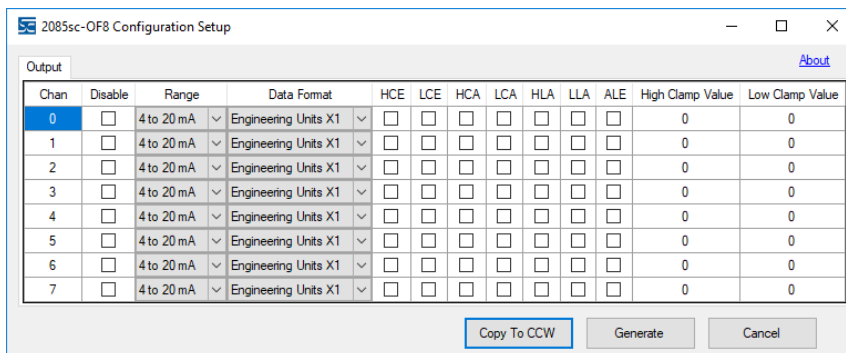 SC 2085sc-OF8 Configuration Setup
About
Output
Chan Disable Range Data Format HCE LCE HCA LCA HLA LLA ALE High Clamp Value Low Clamp Value
0 4 to 20 mA Engineering Units X1 0 0
1 4 to 20 mA Engineering Units X1 0 0
2 4 to 20 mA Engineering Units X1 0 0
3 4 to 20 mA Engineering Units X1 0 0
4 4 to 20 mA Engineering Units X1 0 0
5 4 to 20 mA Engineering Units X1 0 0
6 4 to 20 mA Engineering Units X1 0 0
7 4 to 20 mA Engineering Units X1 0 0
Copy To CCW Generate Cancel